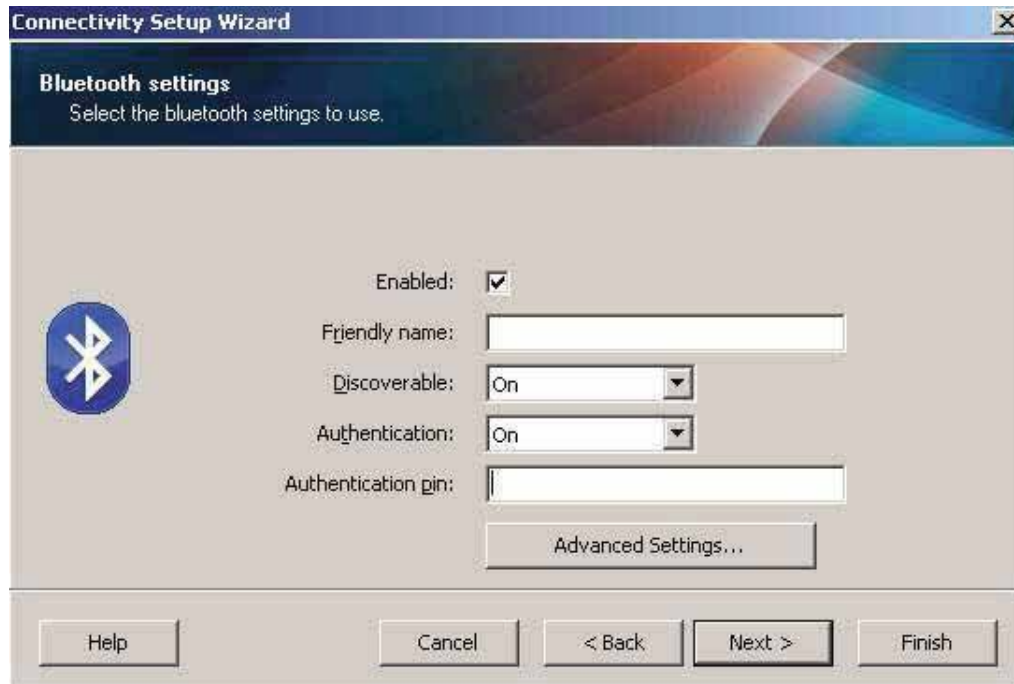 Connectivity Setup Wizard
Bluetooth settings
Select the bluetooth settings to use.
Enabled:
Friendly name:
Discoverable: On
Authentication: On
Authentication pin:
Advanced Settings...
Help Cancel < Back Next > Finish